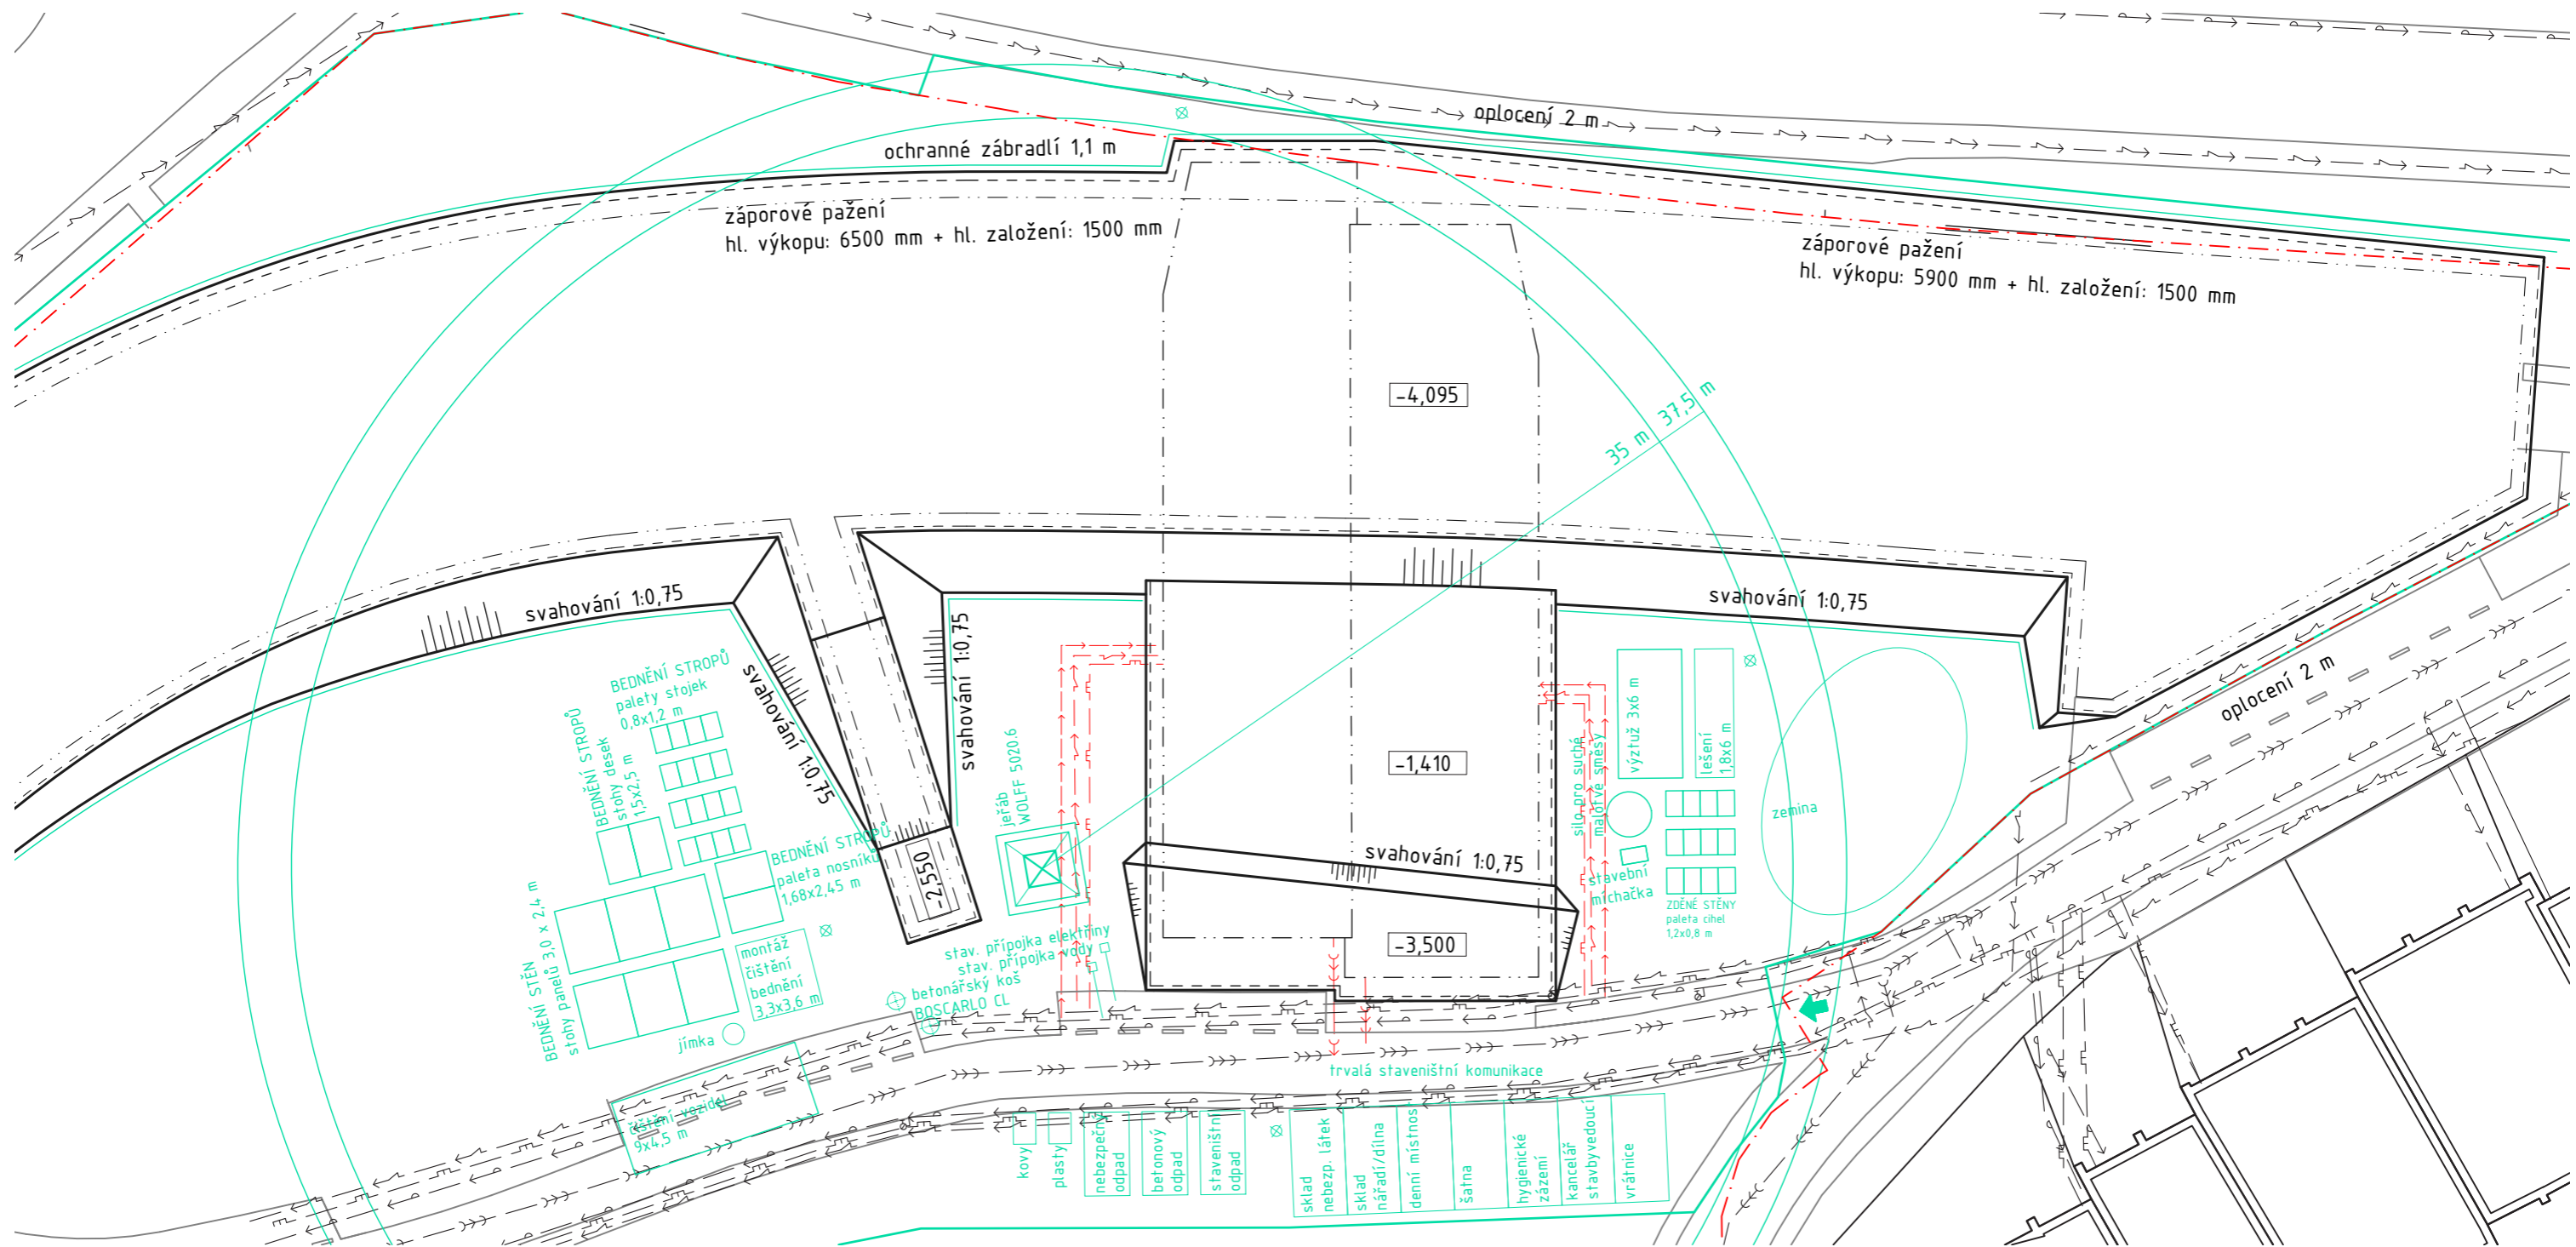 oplocení 2 m
ochranné zábradlí 1,1 m
záporové pažení
hl. výkopu: 6500 mm + hl. založení: 1500 mm
záporové pažení
hl. výkopu: 5900 mm + hl. založení: 1500 mm
-4,095
37,5 m
35 m
svahování 1:0,75
svahování 1:0,75
svahování 1:0,75
svahování 1:0,75
BEDNĚNÍ STROPŮ
palety stojek
0,8x1,2 m
BEDNĚNÍ STROPŮ
stohy desek
1,5x2,5 m
BEDNĚNÍ STROPŮ
paleta nosníků
1,68x2,45 m
BEDNĚNÍ STĚN
stohy panelů 3,0 x 2,4 m
montáž
čištění
bednění
3,3x3,6 m
jímka
-2,550
jeřáb
WOLFF 5020.6
stav. přípojka elektřiny
stav. přípojka vody
betonářský koš
BOSCARLO CL
-1,410
svahování 1:0,75
-3,500
silo pro suché
maltové směsy
výztuž 3x6 m
lešení
1,8x6 m
stavební
míchačka
ZDĚNÉ STĚNY
paleta cihel
1,2x0,8 m
zemina
oplocení 2 m
trvalá staveništní komunikace
čištění vozidel
9x4,5 m
kovy
plasty
nebezpečný
odpad
betonový
odpad
staveništní
odpad
sklad
nebezp. látek
sklad
nářadí/dílna
denní místnost
šatna
hygienické
zázemí
kancelář
stavbyvedoucí
vrátnice